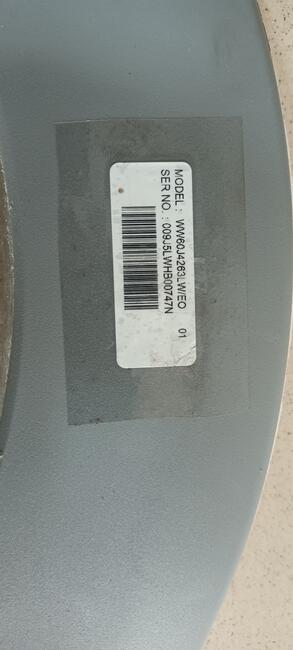 MODEL : WW60J4263LW/EO 01
SER NO. : 009J5LWHB00747N